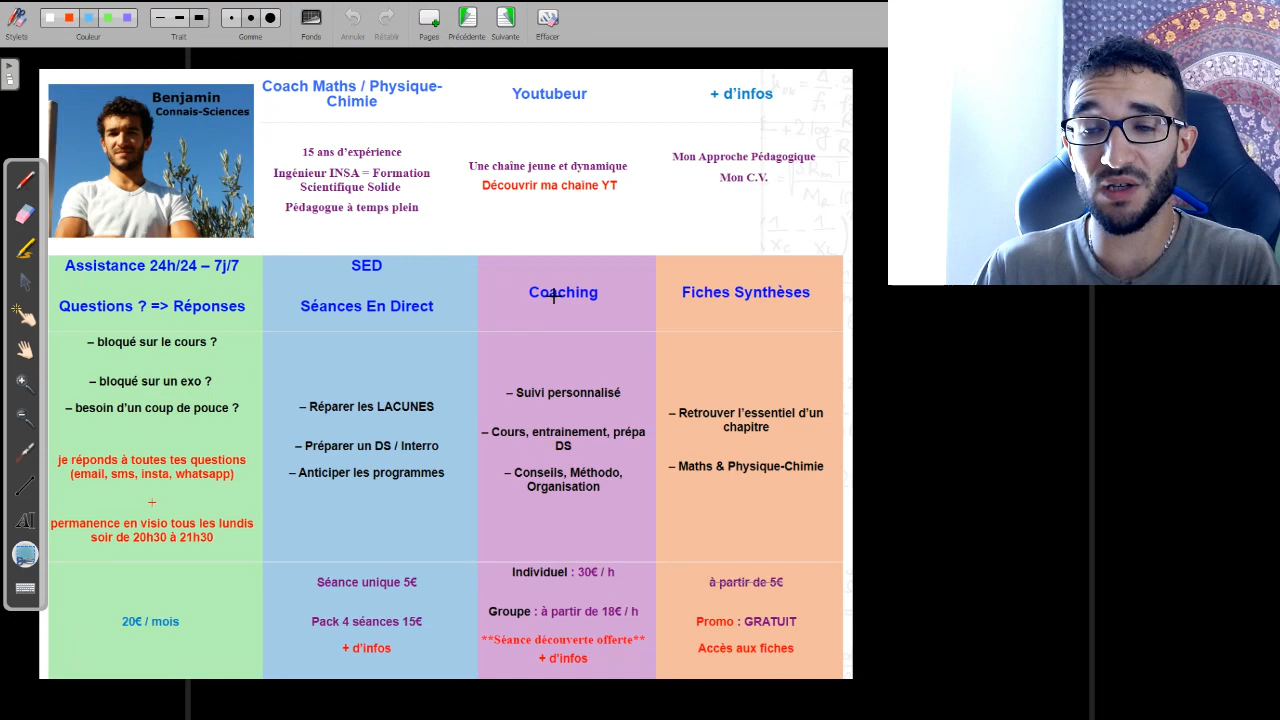 Stylets
Couleur
Trait
Gomme
Fonds
Annuler
Rétablir
Pages
Précédente
Suivante
Effacer
Benjamin
Connais-Sciences
Coach Maths / Physique-
Chimie
Youtubeur
+ d'infos
15 ans d'expérience
Ingénieur INSA = Formation
Scientifique Solide
Pédagogue à temps plein
Une chaîne jeune et dynamique
Découvrir ma chaine YT
Mon Approche Pédagogique
Mon C.V.
Assistance 24h/24 – 7j/7
Questions ? => Réponses
SED
Séances En Direct
Coaching
Fiches Synthèses
– bloqué sur le cours ?
– bloqué sur un exo ?
– besoin d'un coup de pouce ?
je réponds à toutes tes questions
(email, sms, insta, whatsapp)
+
permanence en visio tous les lundis
soir de 20h30 à 21h30
– Réparer les LACUNES
– Préparer un DS / Interro
– Anticiper les programmes
– Suivi personnalisé
– Cours, entrainement, prépa
DS
– Conseils, Méthodo,
Organisation
– Retrouver l'essentiel d'un
chapitre
– Maths & Physique-Chimie
20€ / mois
Séance unique 5€
Pack 4 séances 15€
+ d'infos
Individuel : 30€ / h
Groupe : à partir de 18€ / h
**Séance découverte offerte**
+ d'infos
à partir de 5€
Promo : GRATUIT
Accès aux fiches